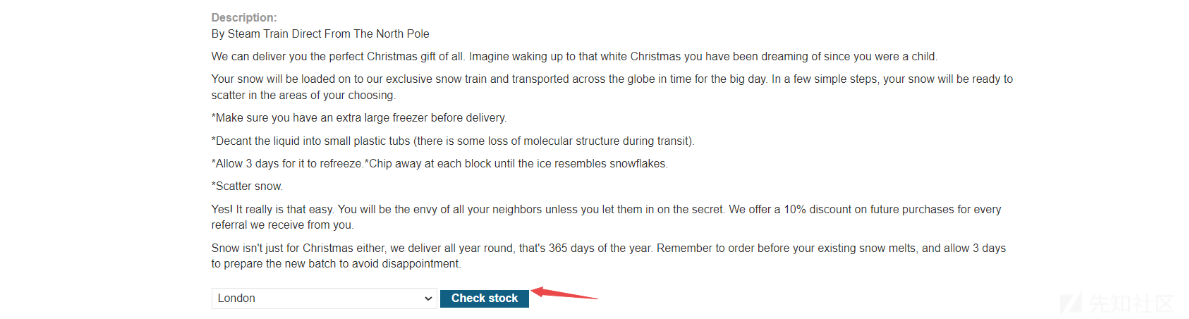 Description:
By Steam Train Direct From The North Pole
We can deliver you the perfect Christmas gift of all. Imagine waking up to that white Christmas you have been dreaming of since you were a child.
Your snow will be loaded on to our exclusive snow train and transported across the globe in time for the big day. In a few simple steps, your snow will be ready to
scatter in the areas of your choosing.
*Make sure you have an extra large freezer before delivery.
*Decant the liquid into small plastic tubs (there is some loss of molecular structure during transit).
*Allow 3 days for it to refreeze.*Chip away at each block until the ice resembles snowflakes.
*Scatter snow.
Yes! It really is that easy. You will be the envy of all your neighbors unless you let them in on the secret. We offer a 10% discount on future purchases for every
referral we receive from you.
Snow isn't just for Christmas either, we deliver all year round, that's 365 days of the year. Remember to order before your existing snow melts, and allow 3 days
to prepare the new batch to avoid disappointment.
London
Check stock
先知社区